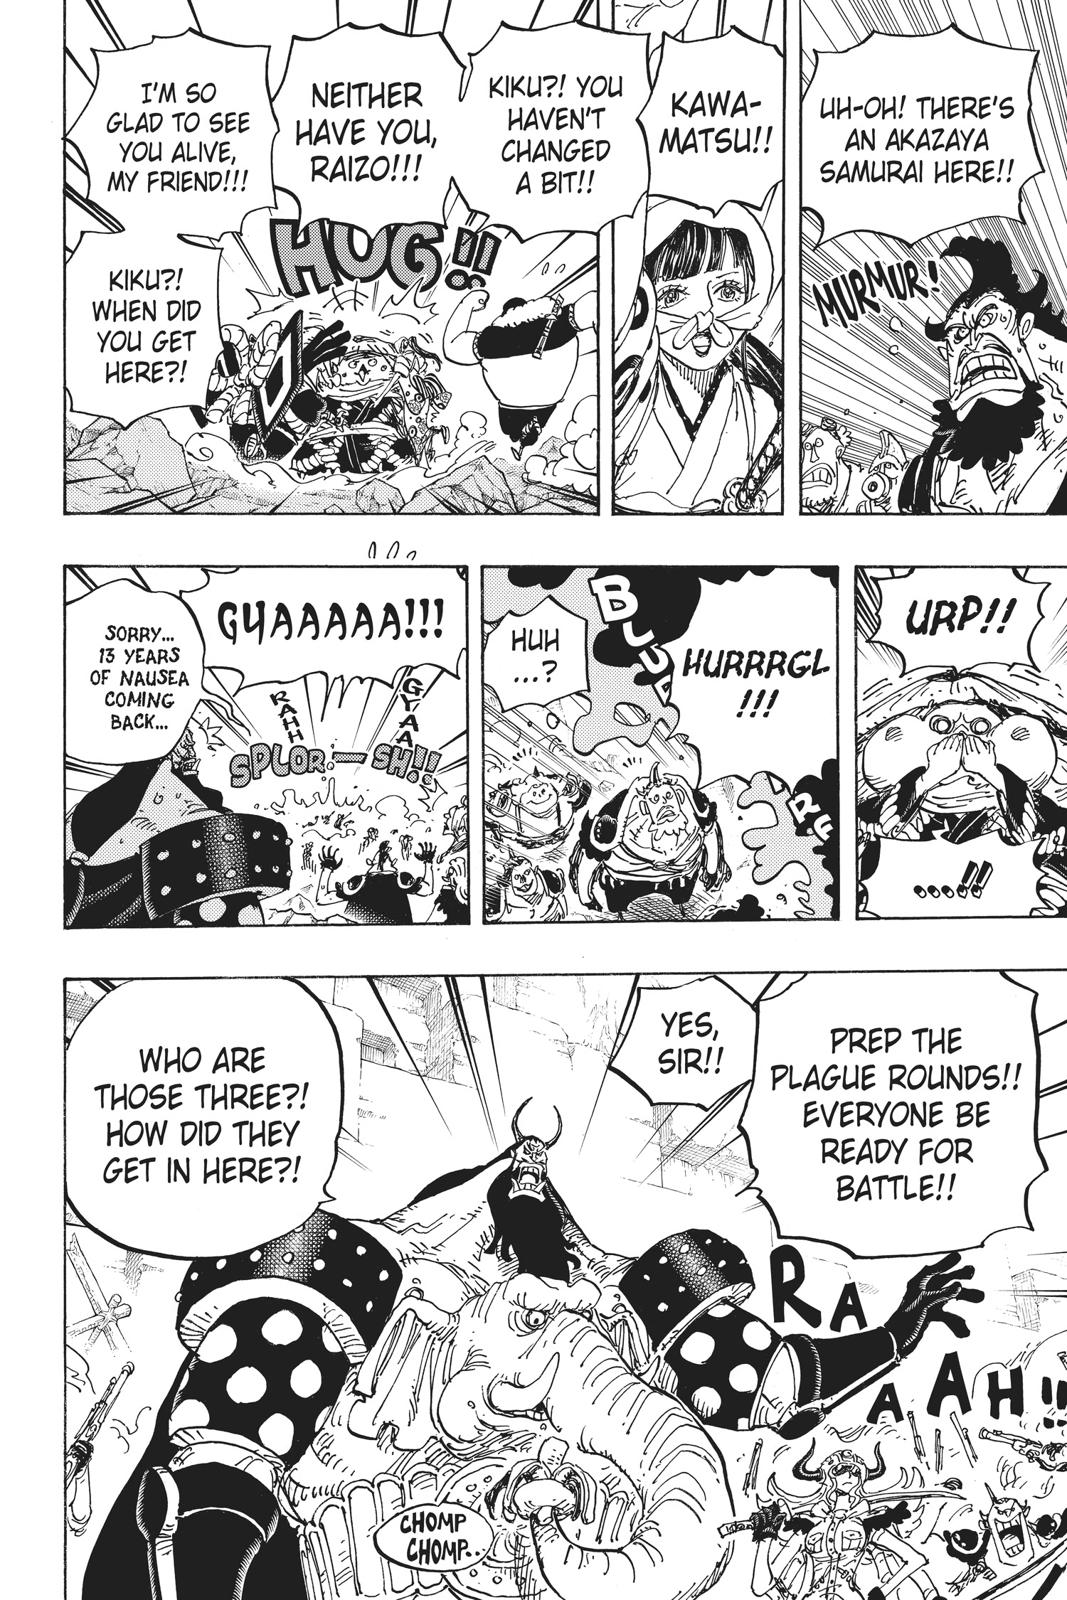 UH-OH! THERE'S
AN AKAZAYA
SAMURAI HERE!!
MURMUR!
KAWA-
MATSU!!
KIKU?! YOU
HAVEN'T
CHANGED
A BIT!!
NEITHER
HAVE YOU,
RAIZO!!!
I'M SO
GLAD TO SEE
YOU ALIVE,
MY FRIEND!!!
HUG!!
KIKU?!
WHEN DID
YOU GET
HERE?!
URP!!
...!!
HURRRGL
!!!
HUH
...?
BLUR
RF
GYAAAAA!!!
GYAA
RAHH
SPLOR—SH!!
SORRY...
13 YEARS
OF NAUSEA
COMING
BACK...
PREP THE
PLAGUE ROUNDS!!
EVERYONE BE
READY FOR
BATTLE!!
YES,
SIR!!
WHO ARE
THOSE THREE?!
HOW DID THEY
GET IN HERE?!
RAAAAH!!
CHOMP
CHOMP...